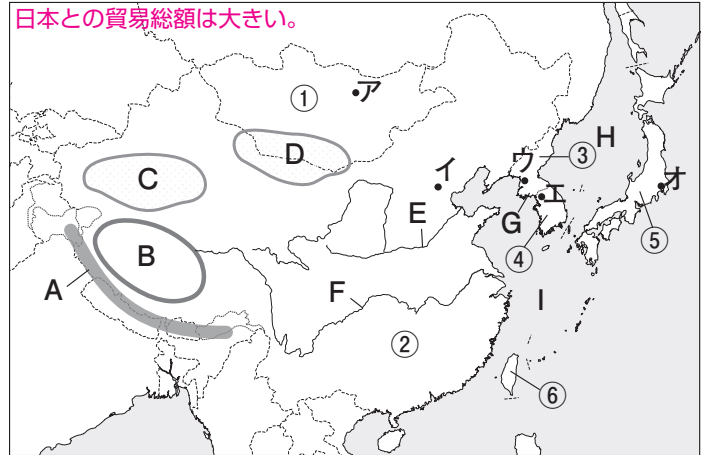 日本との貿易総額は大きい。
① ア
H
D ウ ③
C イ エ オ
E G
B ④ ⑤
A F I
②
⑥